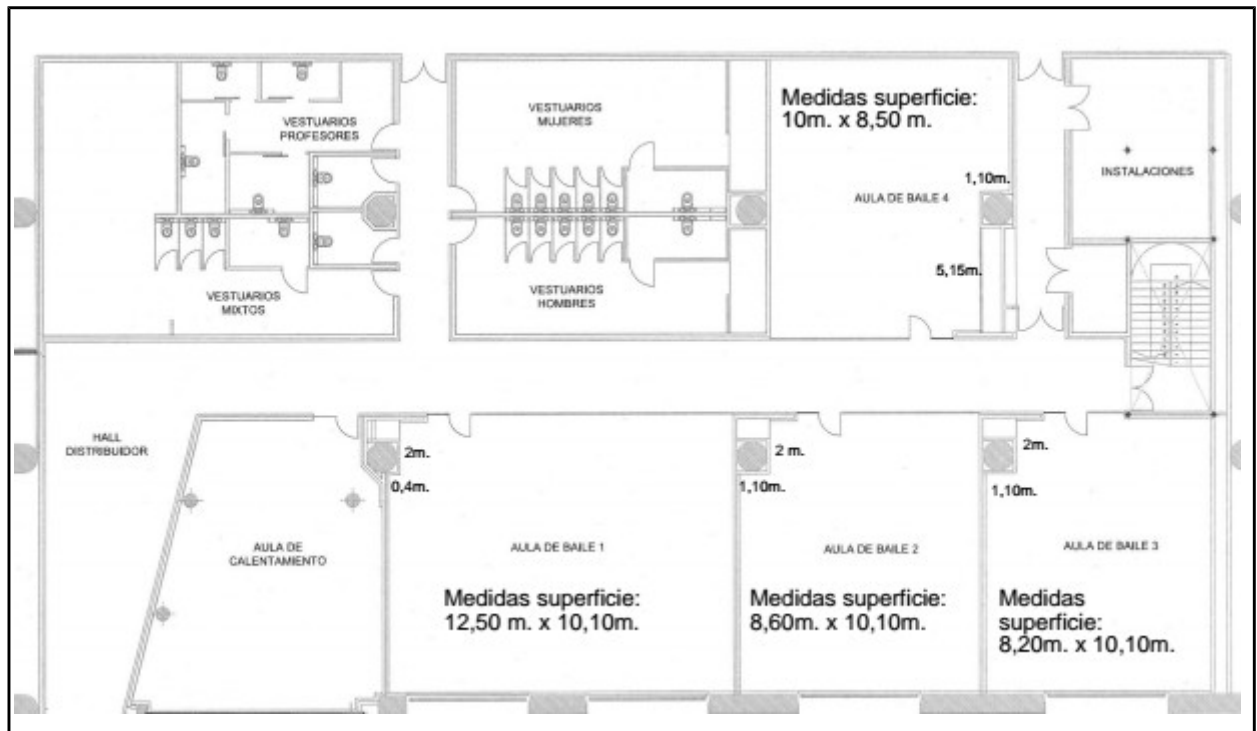 VESTUARIOS
PROFESORES
VESTUARIOS
MUJERES
Medidas superficie:
10m. x 8,50 m.
INSTALACIONES
1,10m.
AULA DE BAILE 4
5,15m.
VESTUARIOS
MIXTOS
VESTUARIOS
HOMBRES
HALL
DISTRIBUIDOR
2m.
0,4m.
2 m.
1,10m.
2m.
1,10m.
AULA DE
CALENTAMIENTO
AULA DE BAILE 1
AULA DE BAILE 2
AULA DE BAILE 3
Medidas superficie:
12,50 m. x 10,10m.
Medidas superficie:
8,60m. x 10,10m.
Medidas
superficie:
8,20m. x 10,10m.